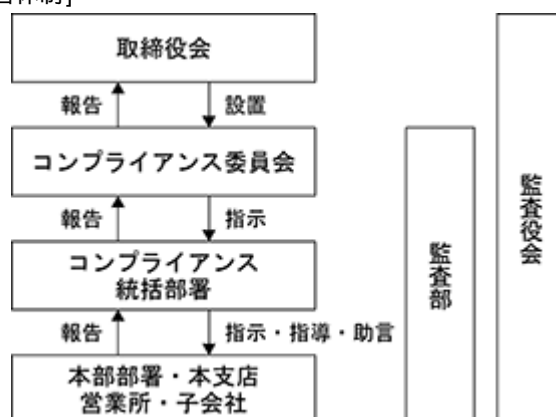 取締役会
報告
設置
コンプライアンス委員会
報告
指示
コンプライアンス
統括部署
報告
指示・指導・助言
本部部署・本支店
営業所・子会社
監査部
監査役会